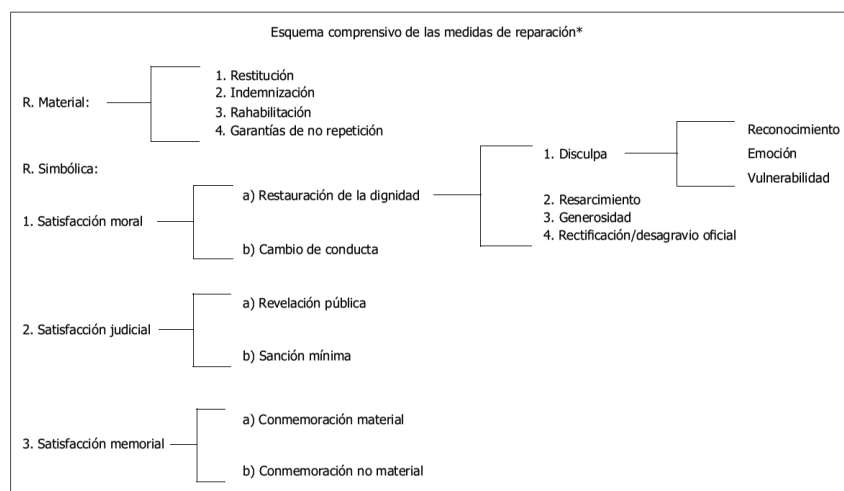 Esquema comprensivo de las medidas de reparación*
R. Material:
1. Restitución
2. Indemnización
3. Rahabilitación
4. Garantías de no repetición
R. Simbólica:
1. Satisfacción moral
a) Restauración de la dignidad
1. Disculpa
Reconocimiento
Emoción
Vulnerabilidad
2. Resarcimiento
3. Generosidad
4. Rectificación/desagravio oficial
b) Cambio de conducta
2. Satisfacción judicial
a) Revelación pública
b) Sanción mínima
3. Satisfacción memorial
a) Conmemoración material
b) Conmemoración no material